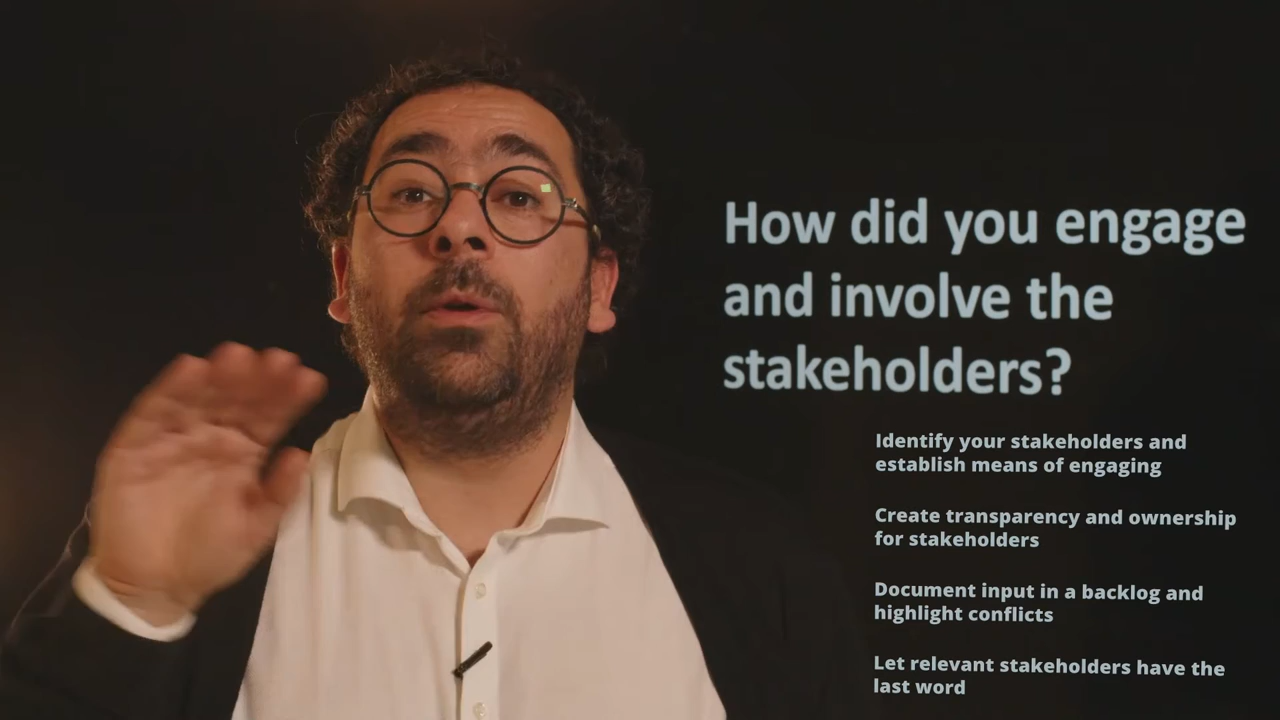 How did you engage
and involve the
stakeholders?
Identify your stakeholders and
establish means of engaging
Create transparency and ownership
for stakeholders
Document input in a backlog and
highlight conflicts
Let relevant stakeholders have the
last word